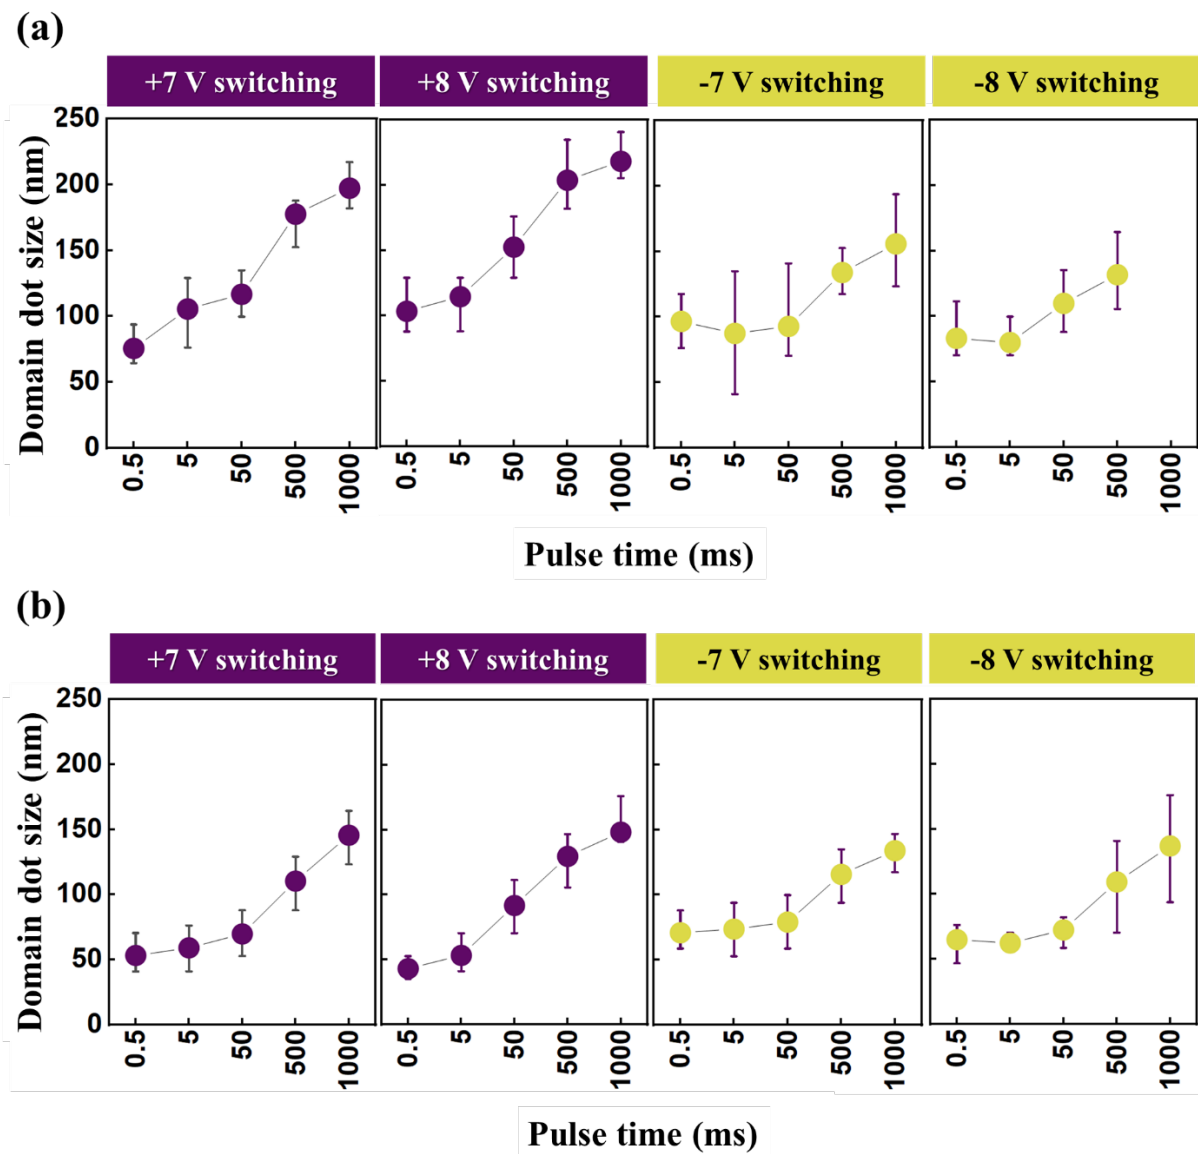 (a)
+7 V switching
+8 V switching
-7 V switching
-8 V switching
Domain dot size (nm)
250
200
150
100
50
0
0.5 5 50 500 1000
0.5 5 50 500 1000
0.5 5 50 500 1000
0.5 5 50 500 1000
Pulse time (ms)
(b)
+7 V switching
+8 V switching
-7 V switching
-8 V switching
Domain dot size (nm)
250
200
150
100
50
0
0.5 5 50 500 1000
0.5 5 50 500 1000
0.5 5 50 500 1000
0.5 5 50 500 1000
Pulse time (ms)